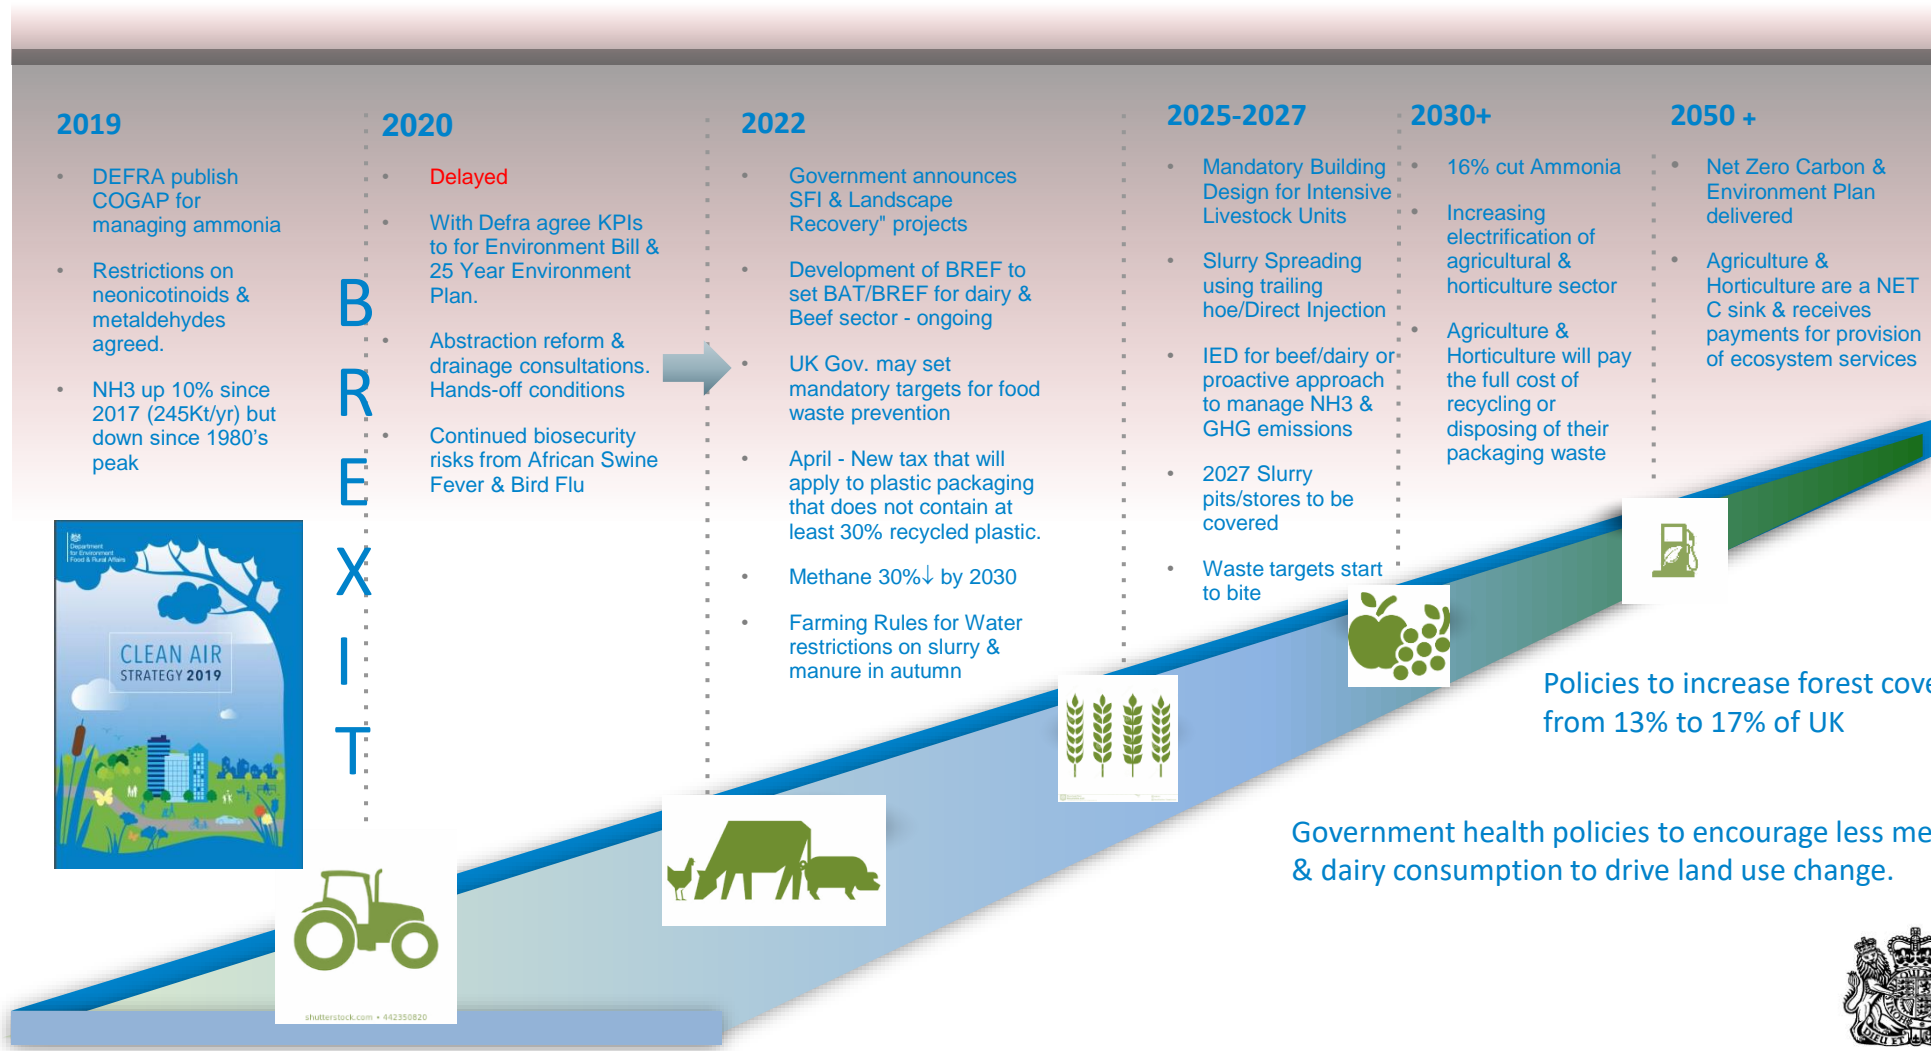 2019
DEFRA publish
COGAP for
managing ammonia
Restrictions on
neonicotinoids &
metaldehydes
agreed.
NH3 up 10% since
2017 (245Kt/yr) but
down since 1980's
peak
Department
for Environment
Food & Rural Affairs
CLEAN AIR
STRATEGY 2019
B
R
E
X
I
T
2020
Delayed
With Defra agree KPIs
to for Environment Bill &
25 Year Environment
Plan.
Abstraction reform &
drainage consultations.
Hands-off conditions
Continued biosecurity
risks from African Swine
Fever & Bird Flu
2022
Government announces
SFI & Landscape
Recovery" projects
Development of BREF to
set BAT/BREF for dairy &
Beef sector - ongoing
UK Gov. may set
mandatory targets for food
waste prevention
April - New tax that will
apply to plastic packaging
that does not contain at
least 30% recycled plastic.
Methane 30%↓ by 2030
Farming Rules for Water
restrictions on slurry &
manure in autumn
2025-2027
Mandatory Building
Design for Intensive
Livestock Units
Slurry Spreading
using trailing
hoe/Direct Injection
IED for beef/dairy or
proactive approach
to manage NH3 &
GHG emissions
2027 Slurry
pits/stores to be
covered
Waste targets start
to bite
2030+
16% cut Ammonia
Increasing
electrification of
agricultural &
horticulture sector
Agriculture &
Horticulture will pay
the full cost of
recycling or
disposing of their
packaging waste
2050 +
Net Zero Carbon &
Environment Plan
delivered
Agriculture &
Horticulture are a NET
C sink & receives
payments for provision
of ecosystem services
Policies to increase forest cove
from 13% to 17% of UK
Government health policies to encourage less me
& dairy consumption to drive land use change.
shutterstock.com • 442350820
DIEU ET